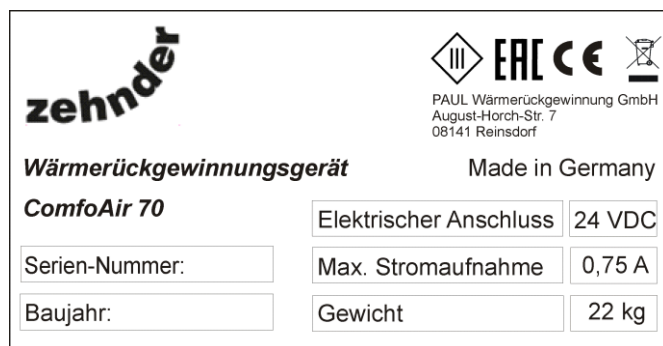 zehnder
III EAC CE
PAUL Wärmerückgewinnung GmbH
August-Horch-Str. 7
08141 Reinsdorf
Wärmerückgewinnungsgerät
Made in Germany
ComfoAir 70
Elektrischer Anschluss 24 VDC
Serien-Nummer:
Max. Stromaufnahme 0,75 A
Baujahr:
Gewicht 22 kg